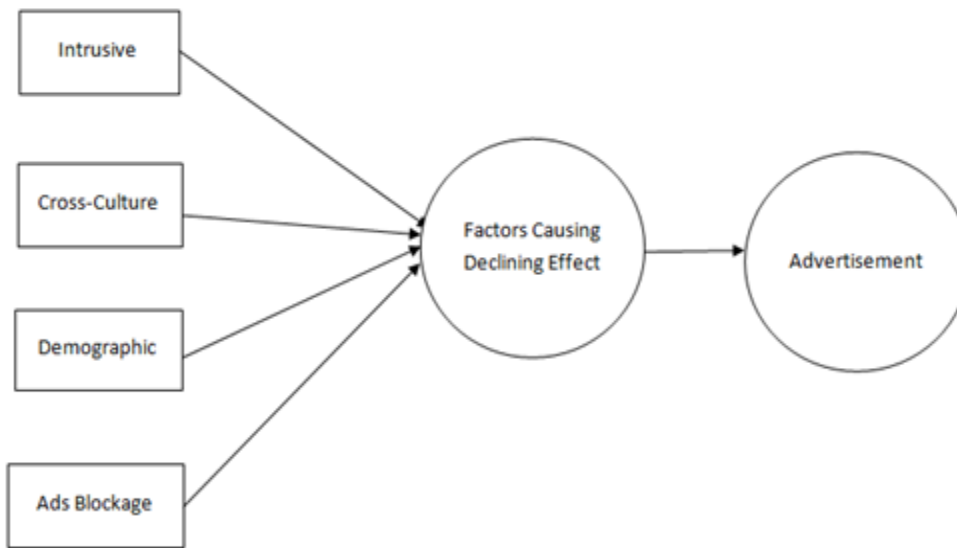 Intrusive
Cross-Culture
Demographic
Ads Blockage
Factors Causing
Declining Effect
Advertisement